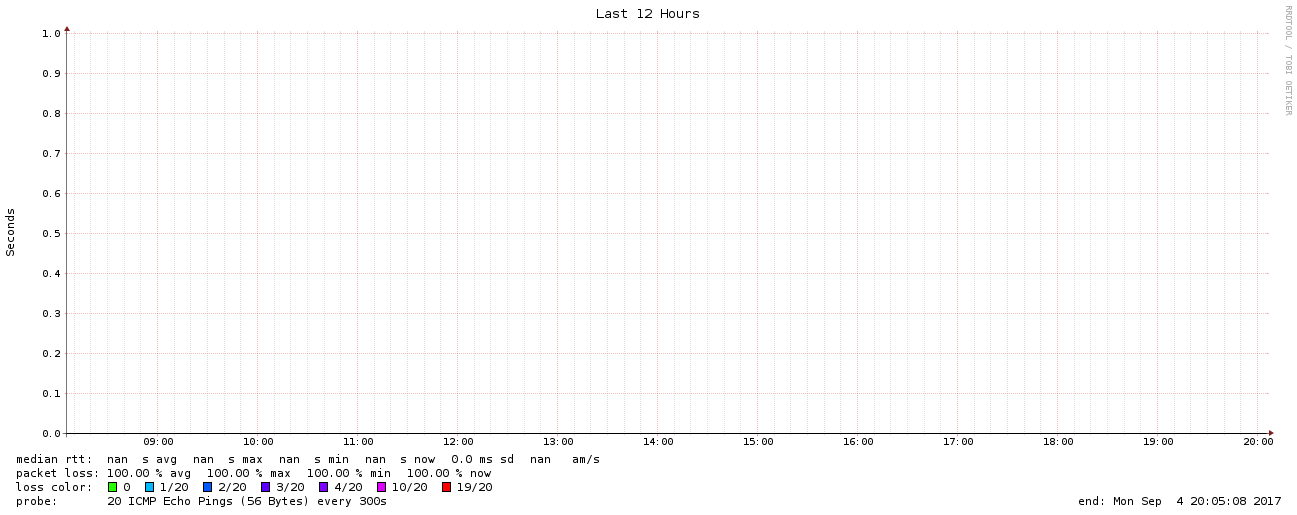 Last 12 Hours
RRDTOOL / TOBI OETIKER
Seconds
1.0
0.9
0.8
0.7
0.6
0.5
0.4
0.3
0.2
0.1
0.0
09:00 10:00 11:00 12:00 13:00 14:00 15:00 16:00 17:00 18:00 19:00 20:00
median rtt: nan s avg nan s max nan s min nan s now 0.0 ms sd nan am/s
packet loss: 100.00 % avg 100.00 % max 100.00 % min 100.00 % now
loss color: 0 1/20 2/20 3/20 4/20 10/20 19/20
probe: 20 ICMP Echo Pings (56 Bytes) every 300s end: Mon Sep 4 20:05:08 2017